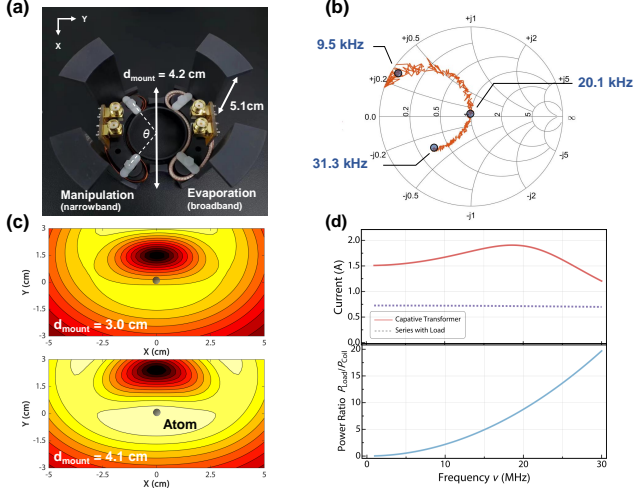 (a)
Y
X
d_mount = 4.2 cm
5.1cm
θ
Manipulation
(narrowband)
Evaporation
(broadband)
(b)
+j1
+j0.5
+j2
9.5 kHz
+j0.2
+j5
20.1 kHz
0.0
0.2
0.5
1
2
5
∞
-j0.2
-j5
31.3 kHz
-j0.5
-j2
-j1
(c)
3
1.5
0
-1.5
-3
Y (cm)
d_mount = 3.0 cm
-5
-2.5
0
2.5
5
X (cm)
3
1.5
0
-1.5
-3
Y (cm)
Atom
d_mount = 4.1 cm
-5
-2.5
0
2.5
5
X (cm)
(d)
2.0
1.5
1.0
0.5
0.0
Current (A)
Capative Transformer
Series with Load
20
15
10
5
0
Power Ratio P_Load/P_Coil
0
10
20
30
Frequency ν (MHz)